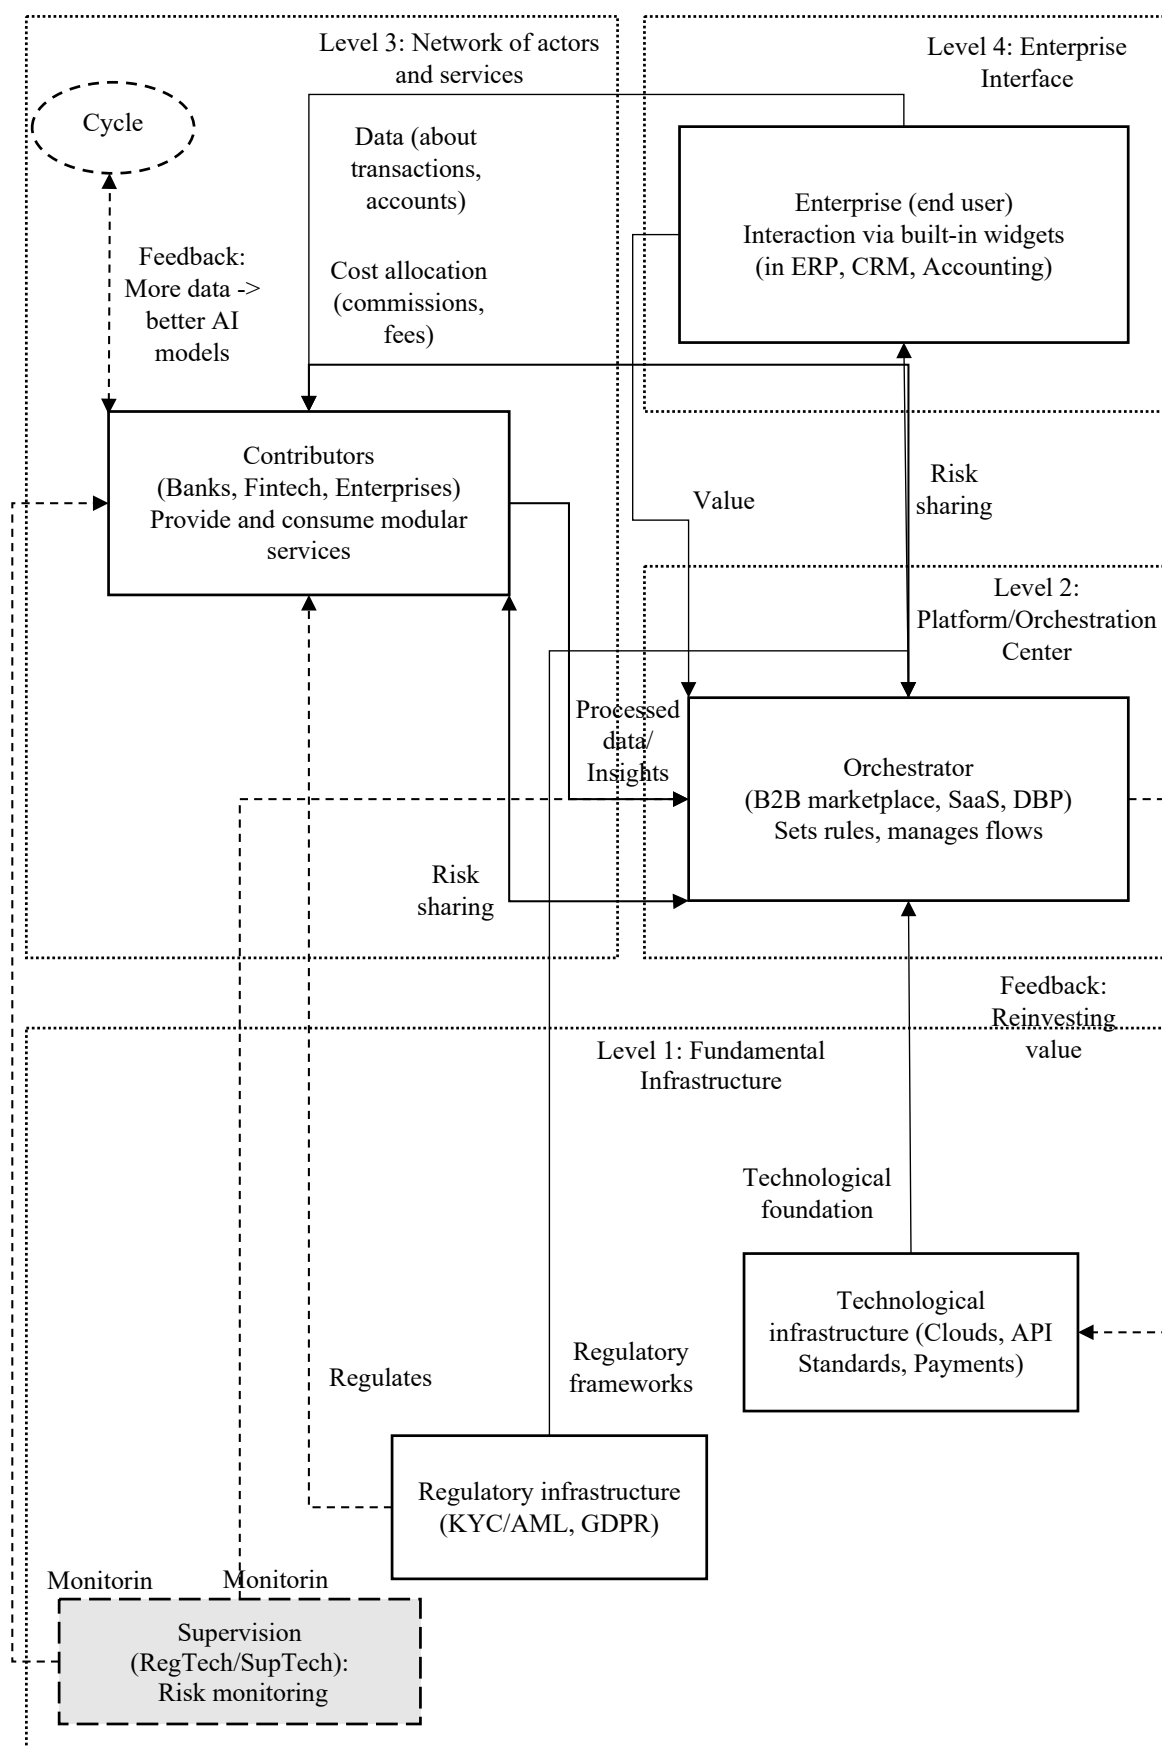 Level 3: Network of actors
and services
Level 4: Enterprise
Interface
Cycle
Data (about
transactions,
accounts)
Enterprise (end user)
Interaction via built-in widgets
(in ERP, CRM, Accounting)
Feedback:
More data ->
better AI
models
Cost allocation
(commissions,
fees)
Contributors
(Banks, Fintech, Enterprises)
Provide and consume modular
services
Value
Risk
sharing
Level 2:
Platform/Orchestration
Center
Processed
data/
Insights
Orchestrator
(B2B marketplace, SaaS, DBP)
Sets rules, manages flows
Risk
sharing
Feedback:
Reinvesting
value
Level 1: Fundamental
Infrastructure
Technological
foundation
Technological
infrastructure (Clouds, API
Standards, Payments)
Regulates
Regulatory
frameworks
Regulatory infrastructure
(KYC/AML, GDPR)
Monitorin
Monitorin
Supervision
(RegTech/SupTech):
Risk monitoring